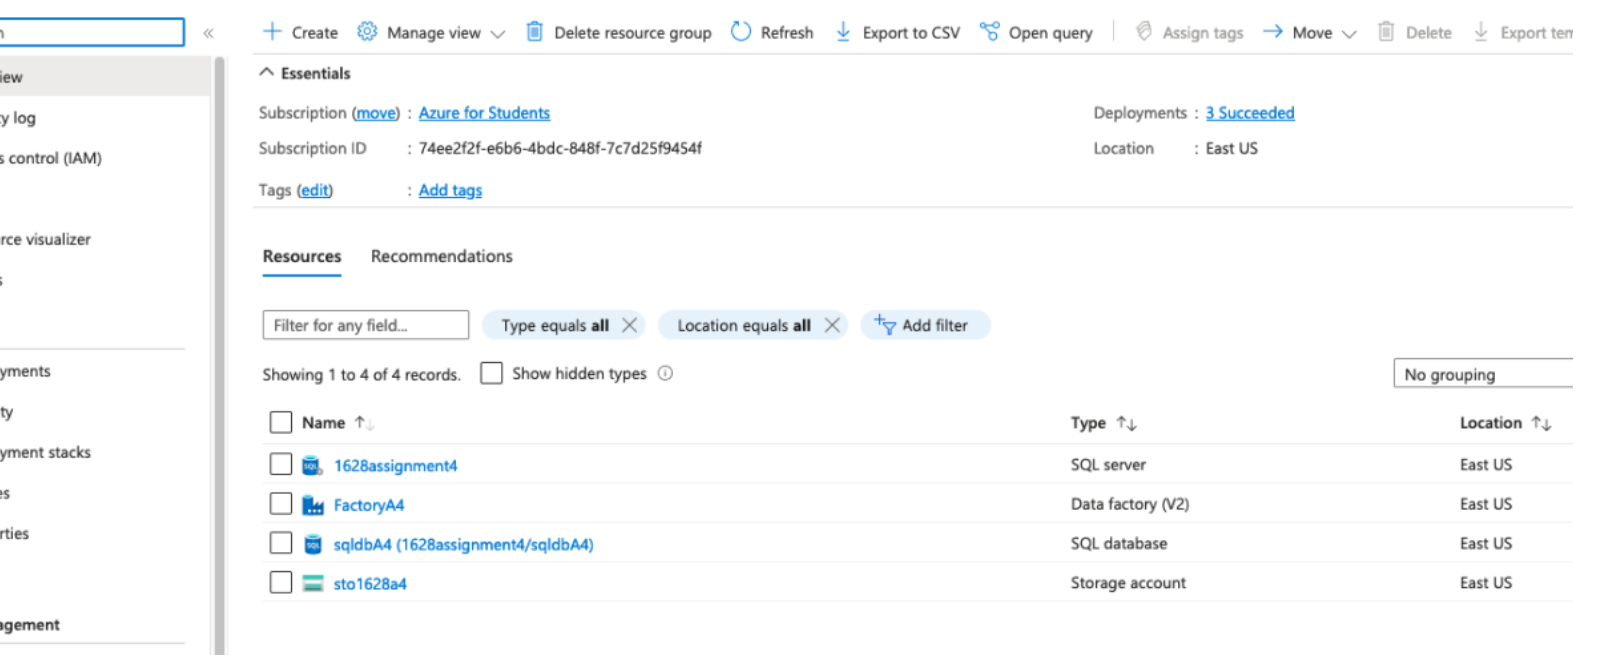 Create Manage view Delete resource group Refresh Export to CSV Open query Assign tags Move Delete Export tem
Essentials
Subscription (move) : Azure for Students
Deployments : 3 Succeeded
Subscription ID : 74ee2f2f-e6b6-4bdc-848f-7c7d25f9454f
Location : East US
Tags (edit) : Add tags
iew
y log
s control (IAM)
rce visualizer
s
yments
ty
yment stacks
es
rties
agement
Resources Recommendations
Filter for any field... Type equals all Location equals all Add filter
Showing 1 to 4 of 4 records. Show hidden types No grouping
Name Type Location
1628assignment4 SQL server East US
FactoryA4 Data factory (V2) East US
sqldbA4 (1628assignment4/sqldbA4) SQL database East US
sto1628a4 Storage account East US